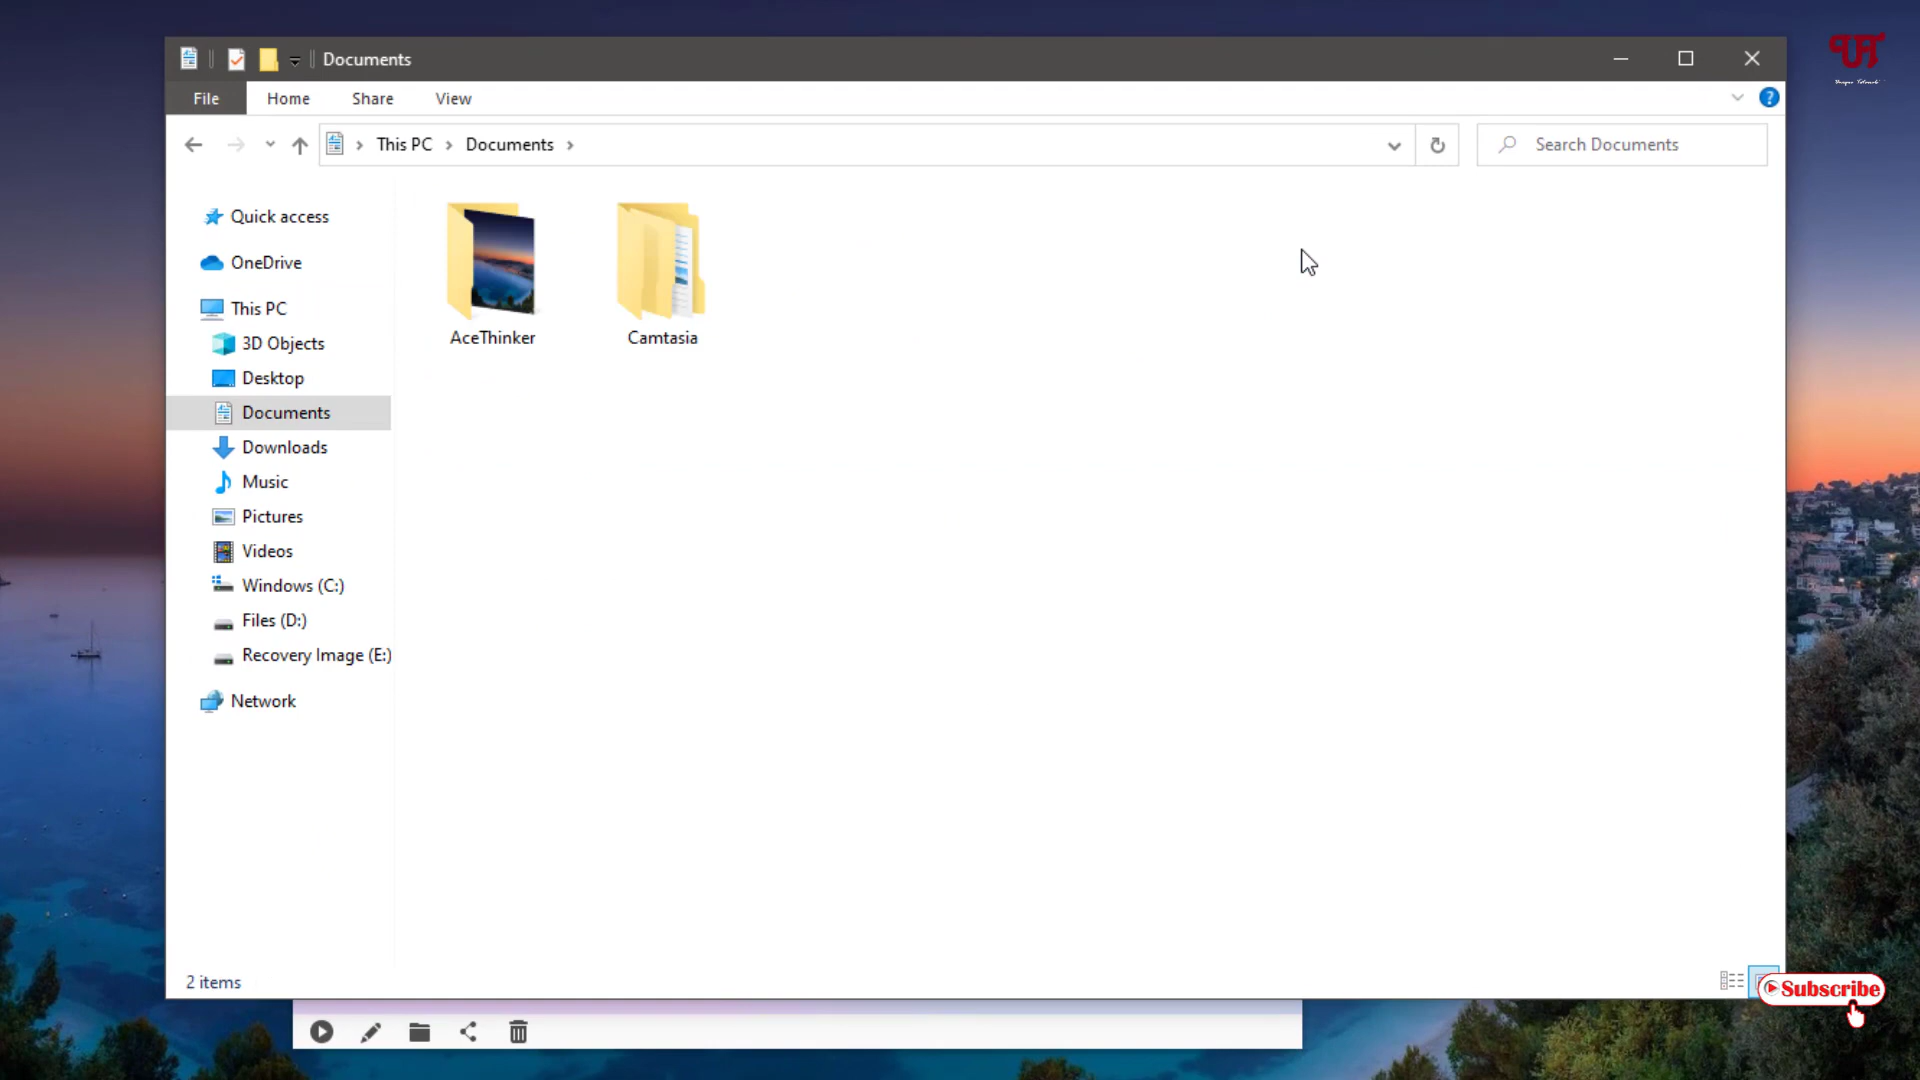 Documents
File Home Share View
This PC Documents
Search Documents
Quick access
OneDrive
This PC
3D Objects
Desktop
Documents
Downloads
Music
Pictures
Videos
Windows (C:)
Files (D:)
Recovery Image (E:)
Network
AceThinker
Camtasia
2 items
UT
Subscribe